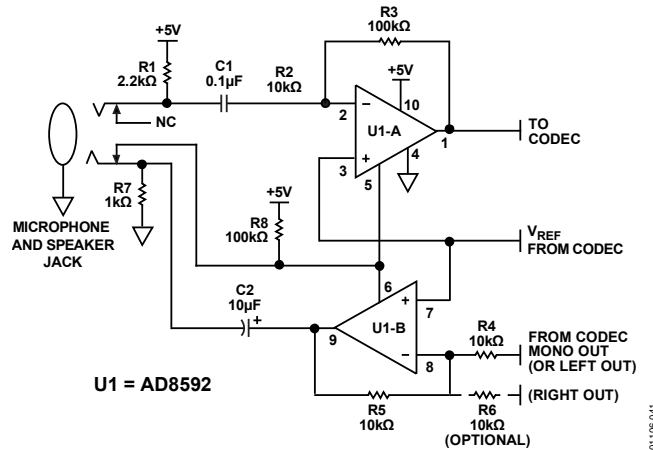 +5V
R1
2.2kΩ
C1
0.1µF
R2
10kΩ
R3
100kΩ
+5V
10
2
−
U1-A
+
3
4
5
1
TO
CODEC
NC
R7
1kΩ
MICROPHONE
AND SPEAKER
JACK
+5V
R8
100kΩ
VREF
FROM CODEC
C2
10µF
+
6
+
7
U1-B
9
−
8
R4
10kΩ
FROM CODEC
MONO OUT
(OR LEFT OUT)
R5
10kΩ
R6
10kΩ
(OPTIONAL)
(RIGHT OUT)
U1 = AD8592
01106-041